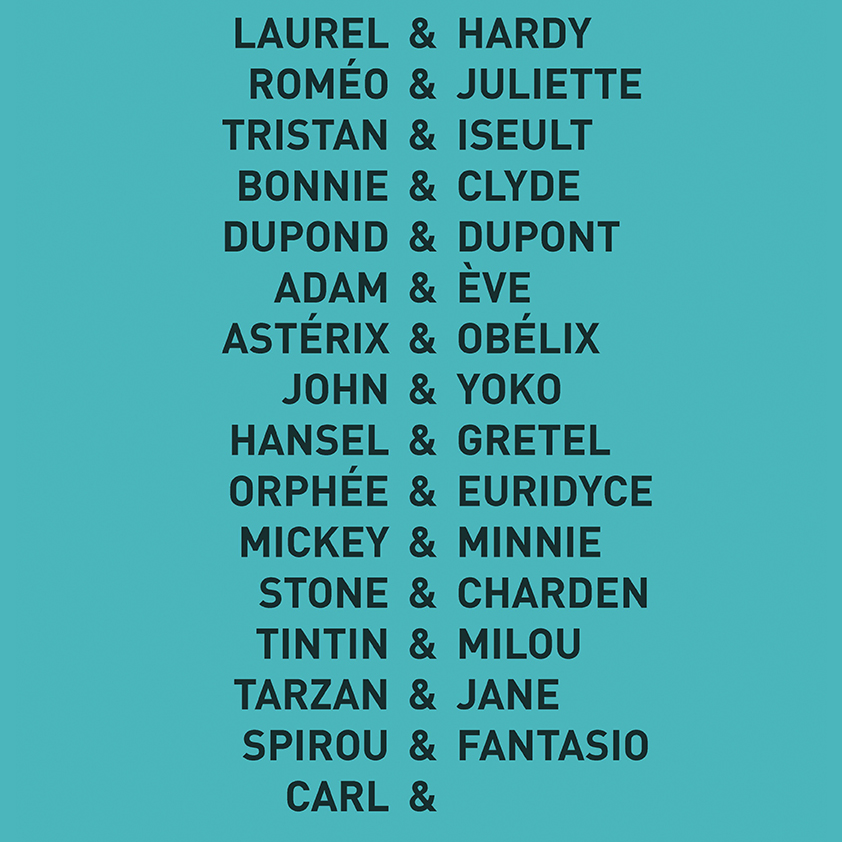 LAUREL & HARDY
ROMÉO & JULIETTE
TRISTAN & ISEULT
BONNIE & CLYDE
DUPOND & DUPONT
ADAM & ÈVE
ASTÉRIX & OBÉLIX
JOHN & YOKO
HANSEL & GRETEL
ORPHÉE & EURIDYCE
MICKEY & MINNIE
STONE & CHARDEN
TINTIN & MILOU
TARZAN & JANE
SPIROU & FANTASIO
CARL &